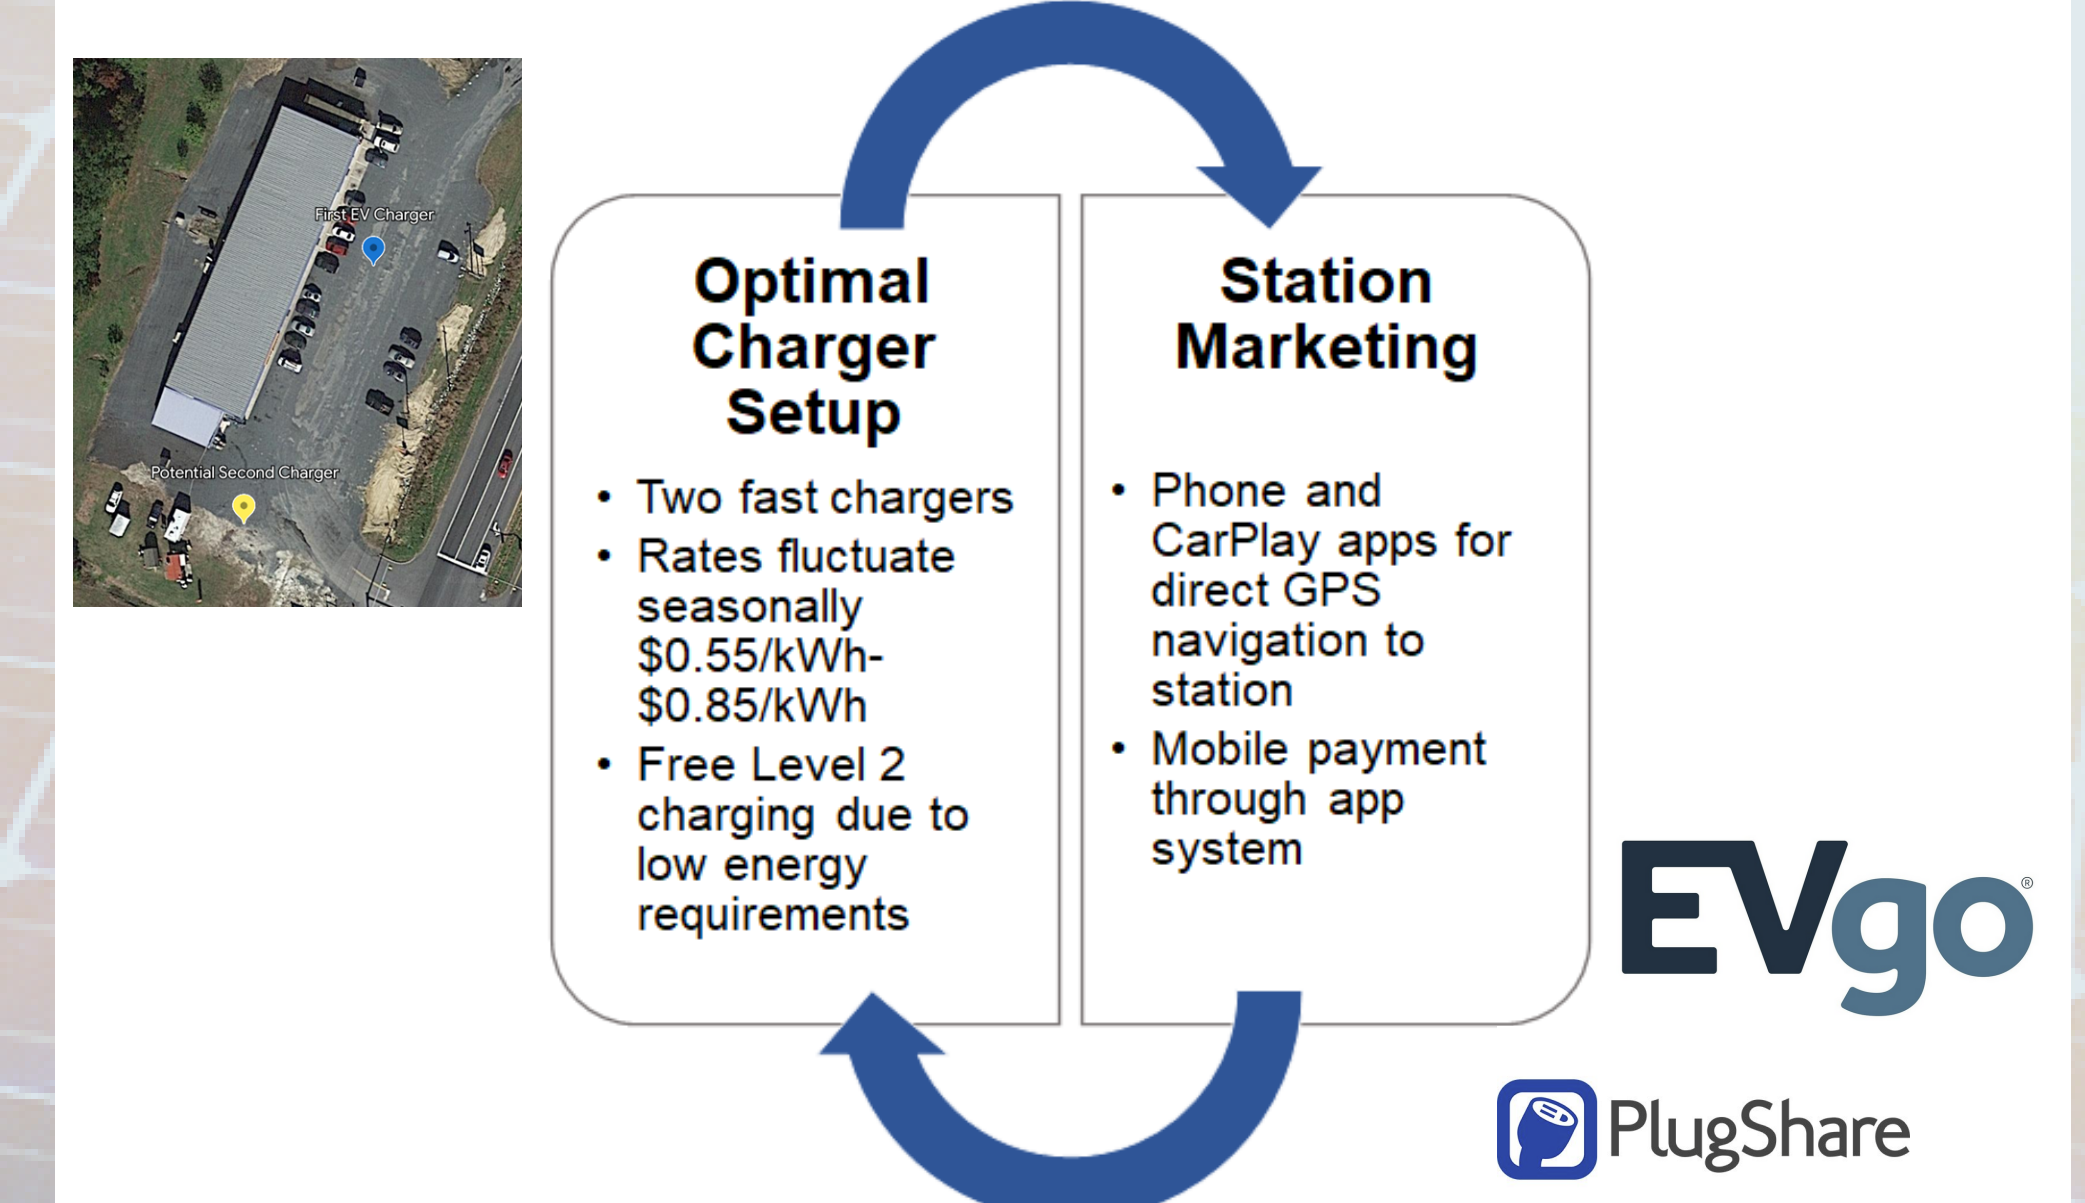 First EV Charger
Potential Second Charger
Optimal
Charger
Setup
• Two fast chargers
• Rates fluctuate
seasonally
$0.55/kWh-
$0.85/kWh
• Free Level 2
charging due to
low energy
requirements
Station
Marketing
• Phone and
CarPlay apps for
direct GPS
navigation to
station
• Mobile payment
through app
system
EVgo®
PlugShare